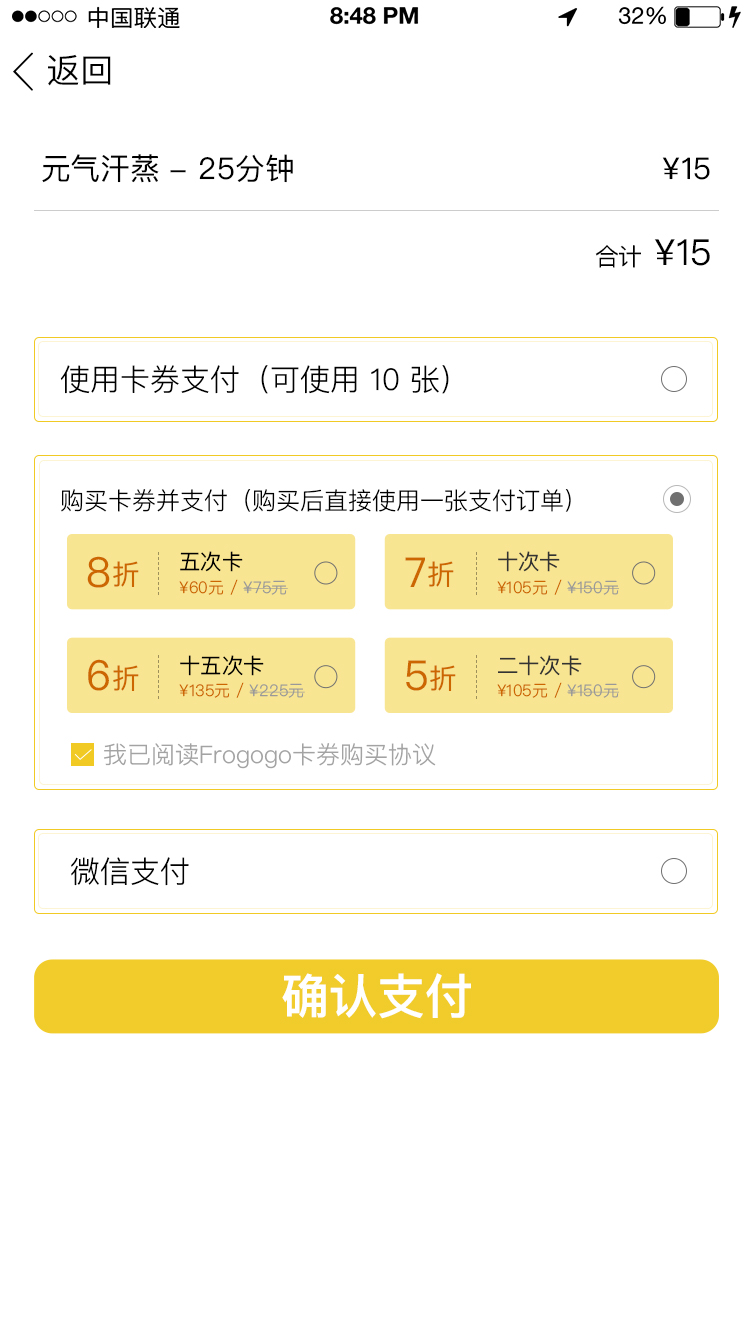 中国联通 8:48 PM 32%
返回
元气汗蒸 – 25分钟 ¥15
合计 ¥15
使用卡券支付（可使用 10 张）
购买卡券并支付（购买后直接使用一张支付订单）
8折 五次卡 ¥60元 / ¥75元
7折 十次卡 ¥105元 / ¥150元
6折 十五次卡 ¥135元 / ¥225元
5折 二十次卡 ¥105元 / ¥150元
我已阅读Frogogo卡券购买协议
微信支付
确认支付